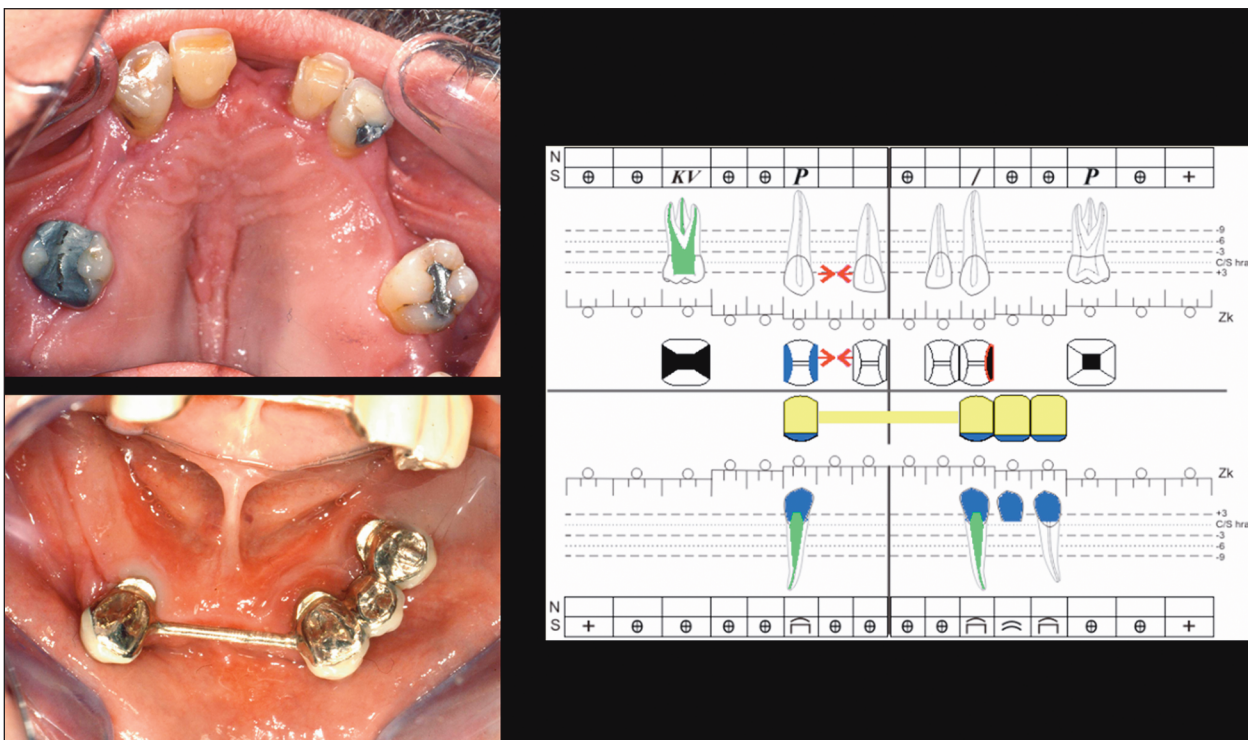 N
S ⊕ ⊕ KV ⊕ ⊕ P ⊕ / ⊕ ⊕ P ⊕ +
-9
-6
-3
C/S hra
+3
Zk
Zk
+3
C/S hra
-3
-6
-9
N
S + ⊕ ⊕ ⊕ ⊕ ⊕ ⊕ ⊕ ⊕ ⊕ ⊕ +